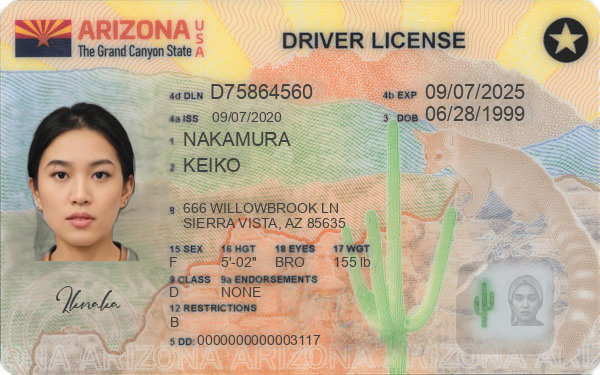 ARIZONA USA
The Grand Canyon State
DRIVER LICENSE
4d DLN D75864560
4b EXP 09/07/2025
4a ISS 09/07/2020
3 DOB 06/28/1999
1 NAKAMURA
2 KEIKO
8 666 WILLOWBROOK LN
SIERRA VISTA, AZ 85635
15 SEX 16 HGT 18 EYES 17 WGT
F 5'-02" BRO 155 lb
9 CLASS 9a ENDORSEMENTS
D NONE
12 RESTRICTIONS
B
5 DD: 0000000000003117
ARIZONA ARIZONA ARIZONA ARIZONA